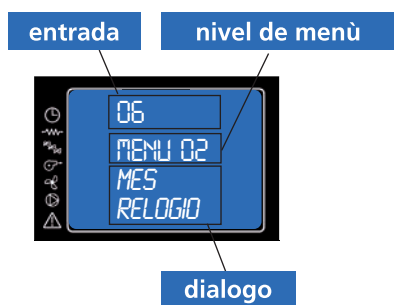 entrada
nivel de menù
06
MENU 02
MES
RELOGIO
dialogo